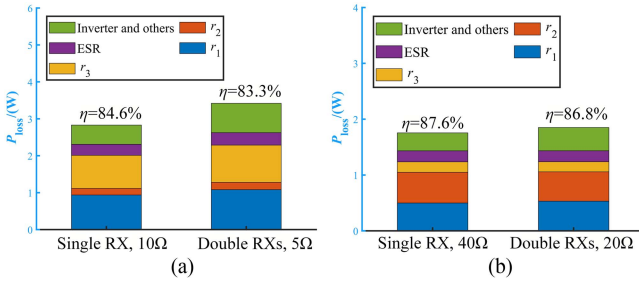 6
5
4
3
2
1
0
P_loss/(W)
Inverter and others
r_2
ESR
r_1
r_3
η=84.6%
η=83.3%
Single RX, 10Ω
Double RXs, 5Ω
(a)
4
3
2
1
0
P_loss/(W)
Inverter and others
r_2
ESR
r_1
r_3
η=87.6%
η=86.8%
Single RX, 40Ω
Double RXs, 20Ω
(b)